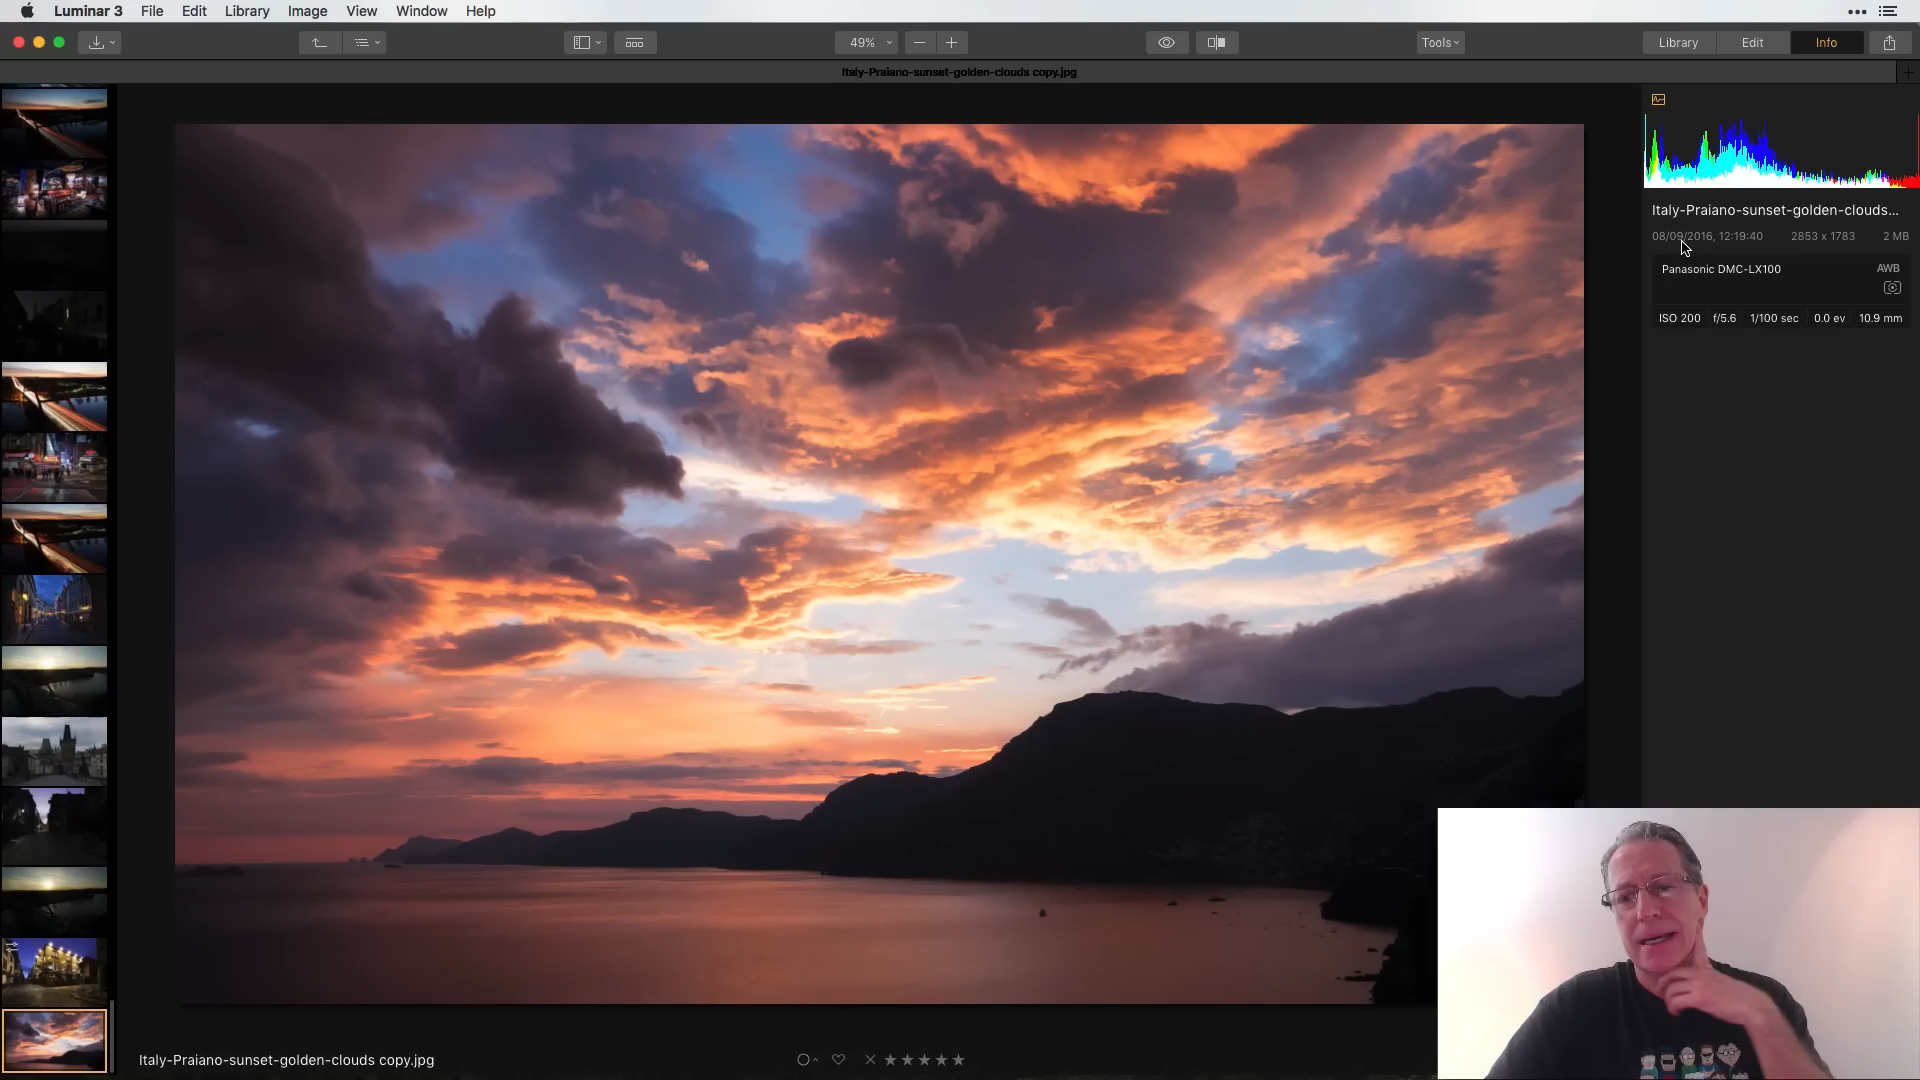 Luminar 3 File Edit Library Image View Window Help
49% Tools Library Edit Info
Italy-Praiano-sunset-golden-clouds copy.jpg
Italy-Praiano-sunset-golden-clouds...
08/09/2016, 12:19:40 2853 x 1783 2 MB
Panasonic DMC-LX100 AWB
ISO 200 f/5.6 1/100 sec 0.0 ev 10.9 mm
Italy-Praiano-sunset-golden-clouds copy.jpg